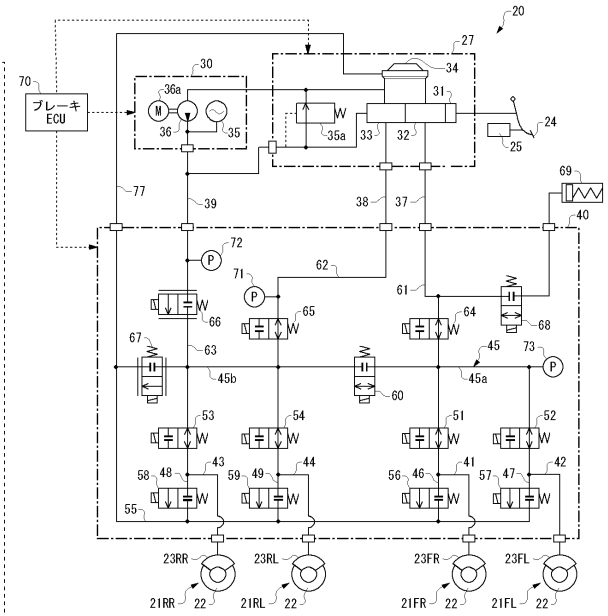 20
70
ブレーキ
ECU
30
36a
M
36
35
27
34
31
35a
33
32
24
25
77
39
38
37
69
40
72
P
62
71
P
61
66
65
64
68
67
63
45
73
P
45b
60
45a
53
54
51
52
58
48
43
59
49
44
56
46
41
57
47
42
55
23RR
23RL
23FR
23FL
21RR
22
21RL
22
21FR
22
21FL
22